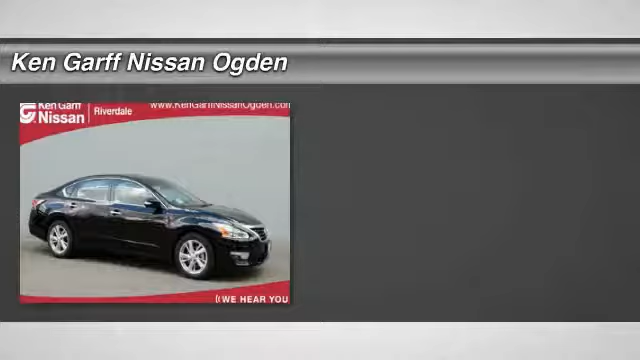 Ken Garff Nissan Ogden
Ken Garff
Nissan
Riverdale
www.KenGarffNissanOgden.com
WE HEAR YOU